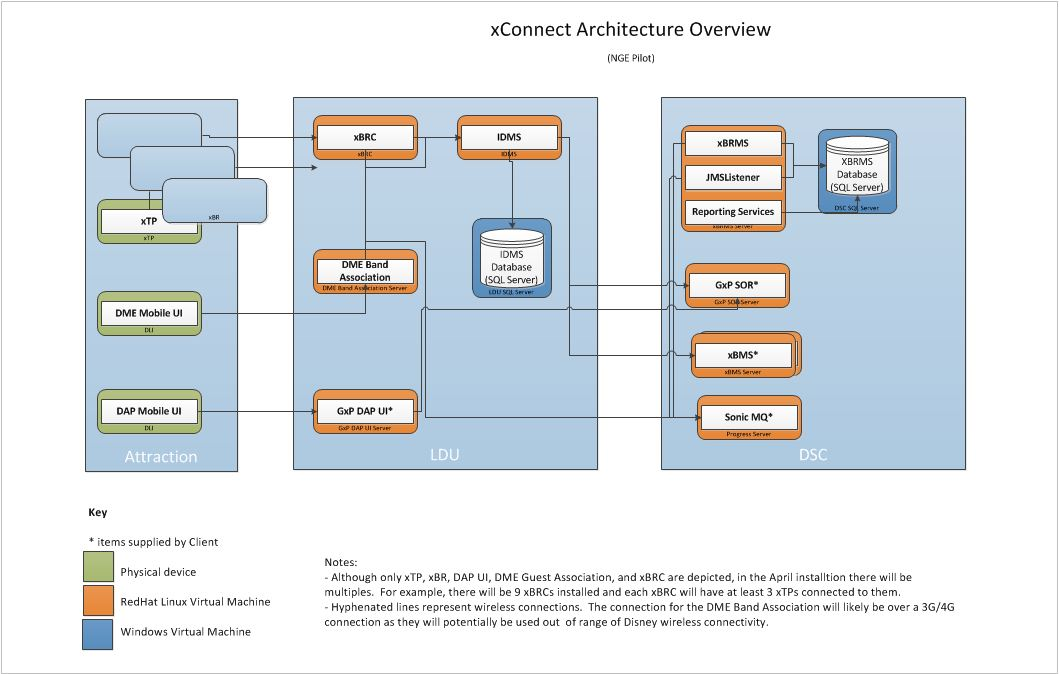 xConnect Architecture Overview
(NGE Pilot)
xBR
xTP
xTP
DME Mobile UI
DLI
DAP Mobile UI
DLI
Attraction
xBRC
xBRC
IDMS
IDMS
DME Band
Association
DME Band Association Server
IDMS
Database
(SQL Server)
LDU SQL Server
GxP DAP UI*
GxP DAP UI Server
LDU
xBRMS
JMSListener
Reporting Services
xBRMS Server
XBRMS
Database
(SQL Server)
DSC SQL Server
GxP SOR*
GxP SOR Server
xBMS*
xBMS Server
Sonic MQ*
Progress Server
DSC
Key
* items supplied by Client
Physical device
RedHat Linux Virtual Machine
Windows Virtual Machine
Notes:
- Although only xTP, xBR, DAP UI, DME Guest Association, and xBRC are depicted, in the April installtion there will be
multiples.  For example, there will be 9 xBRCs installed and each xBRC will have at least 3 xTPs connected to them.
- Hyphenated lines represent wireless connections.  The connection for the DME Band Association will likely be over a 3G/4G
connection as they will potentially be used out  of range of Disney wireless connectivity.